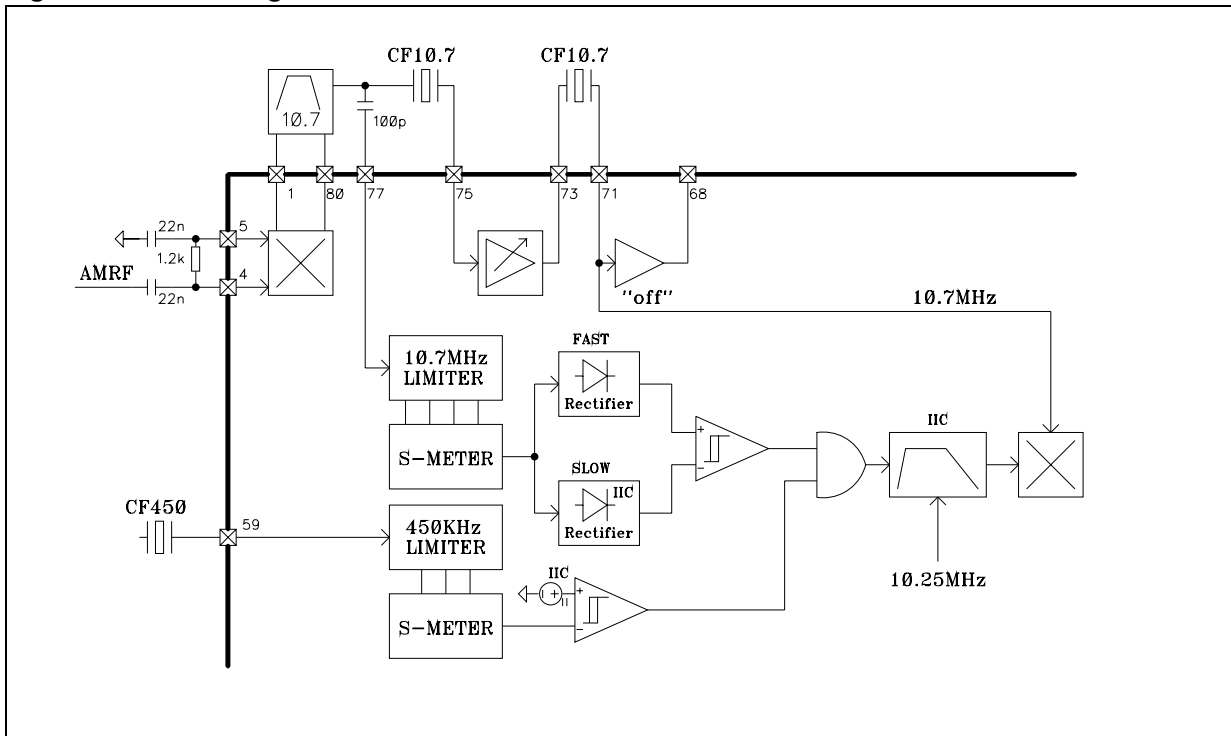 CF10.7
CF10.7
10.7
100p
1
80
77
75
73
71
68
5
22n
1.2k
AMRF
4
22n
"off"
10.7MHz
10.7MHz
LIMITER
FAST
Rectifier
S-METER
SLOW
IIC
Rectifier
+
-
IIC
CF450
59
450KHz
LIMITER
10.25MHz
IIC
+
+
-
S-METER